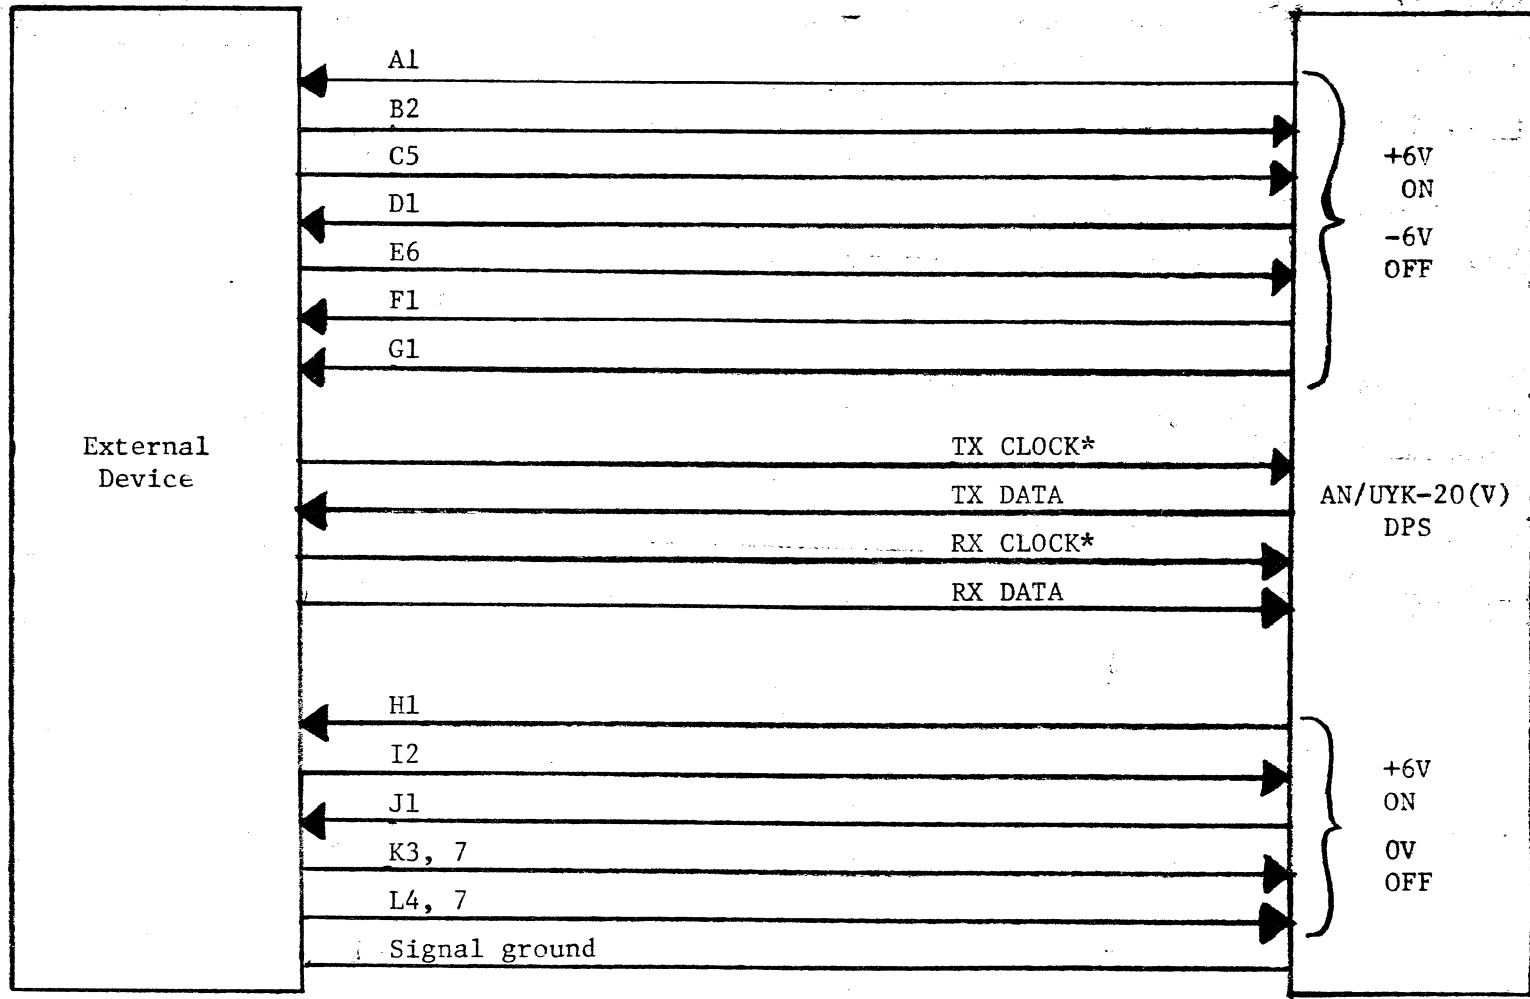 A1
B2
C5
D1
E6
F1
G1
+6V
ON
-6V
OFF
External
Device
TX CLOCK*
TX DATA
RX CLOCK*
RX DATA
AN/UYK-20(V)
DPS
H1
I2
J1
K3, 7
L4, 7
Signal ground
+6V
ON
0V
OFF